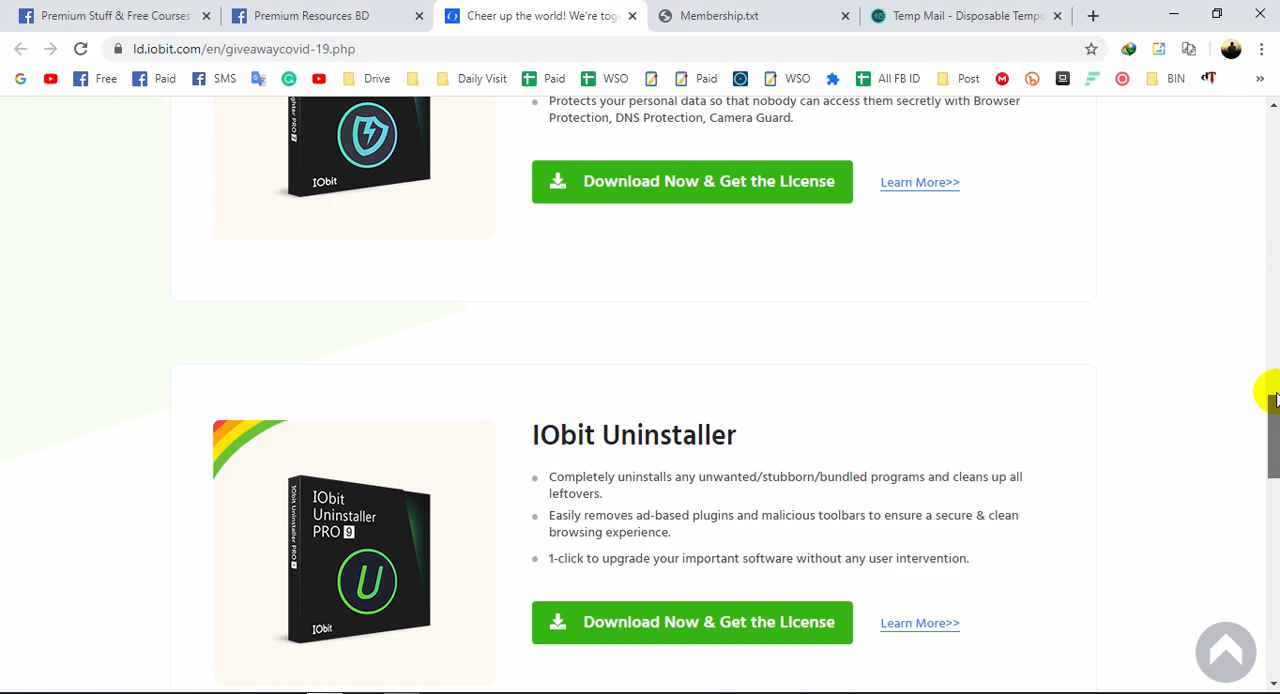 Premium Stuff & Free Courses
Premium Resources BD
Cheer up the world! We're tog
Membership.txt
Temp Mail - Disposable Tempo
ld.iobit.com/en/giveawaycovid-19.php
Free
Paid
SMS
Drive
Daily Visit
Paid
WSO
Paid
WSO
All FB ID
Post
BIN
Protects your personal data so that nobody can access them secretly with Browser
Protection, DNS Protection, Camera Guard.
IObit
Download Now & Get the License
Learn More>>
IObit Uninstaller
Completely uninstalls any unwanted/stubborn/bundled programs and cleans up all
leftovers.
Easily removes ad-based plugins and malicious toolbars to ensure a secure & clean
browsing experience.
1-click to upgrade your important software without any user intervention.
IObit
Uninstaller
PRO 9
IObit Uninstaller PRO 9
IObit
Download Now & Get the License
Learn More>>